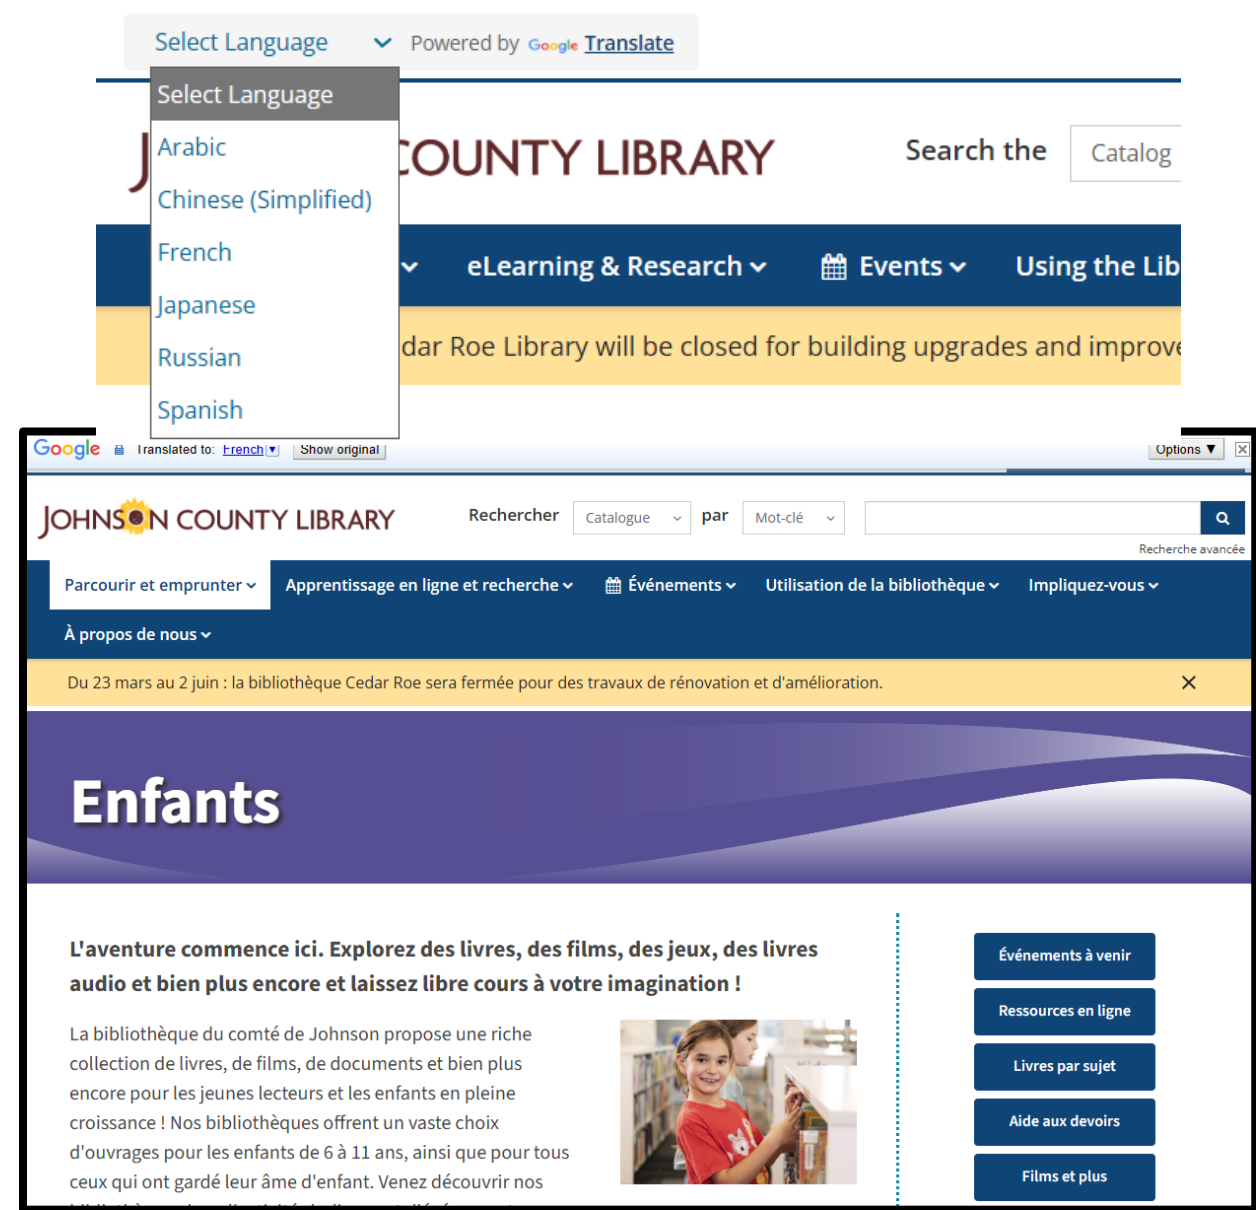 Select Language
Powered by Google Translate
Select Language
Arabic
Chinese (Simplified)
French
Japanese
Russian
Spanish
COUNTY LIBRARY
Search the
Catalog
eLearning & Research
Events
Using the Lib
dar Roe Library will be closed for building upgrades and improve
Google
Translated to: French
Show original
Options ▼
JOHNSON COUNTY LIBRARY
Rechercher
Catalogue
par
Mot-clé
Recherche avancée
Parcourir et emprunter
Apprentissage en ligne et recherche
Événements
Utilisation de la bibliothèque
Impliquez-vous
À propos de nous
Du 23 mars au 2 juin : la bibliothèque Cedar Roe sera fermée pour des travaux de rénovation et d'amélioration.
Enfants
L'aventure commence ici. Explorez des livres, des films, des jeux, des livres
audio et bien plus encore et laissez libre cours à votre imagination !
La bibliothèque du comté de Johnson propose une riche
collection de livres, de films, de documents et bien plus
encore pour les jeunes lecteurs et les enfants en pleine
croissance ! Nos bibliothèques offrent un vaste choix
d'ouvrages pour les enfants de 6 à 11 ans, ainsi que pour tous
ceux qui ont gardé leur âme d'enfant. Venez découvrir nos
Événements à venir
Ressources en ligne
Livres par sujet
Aide aux devoirs
Films et plus